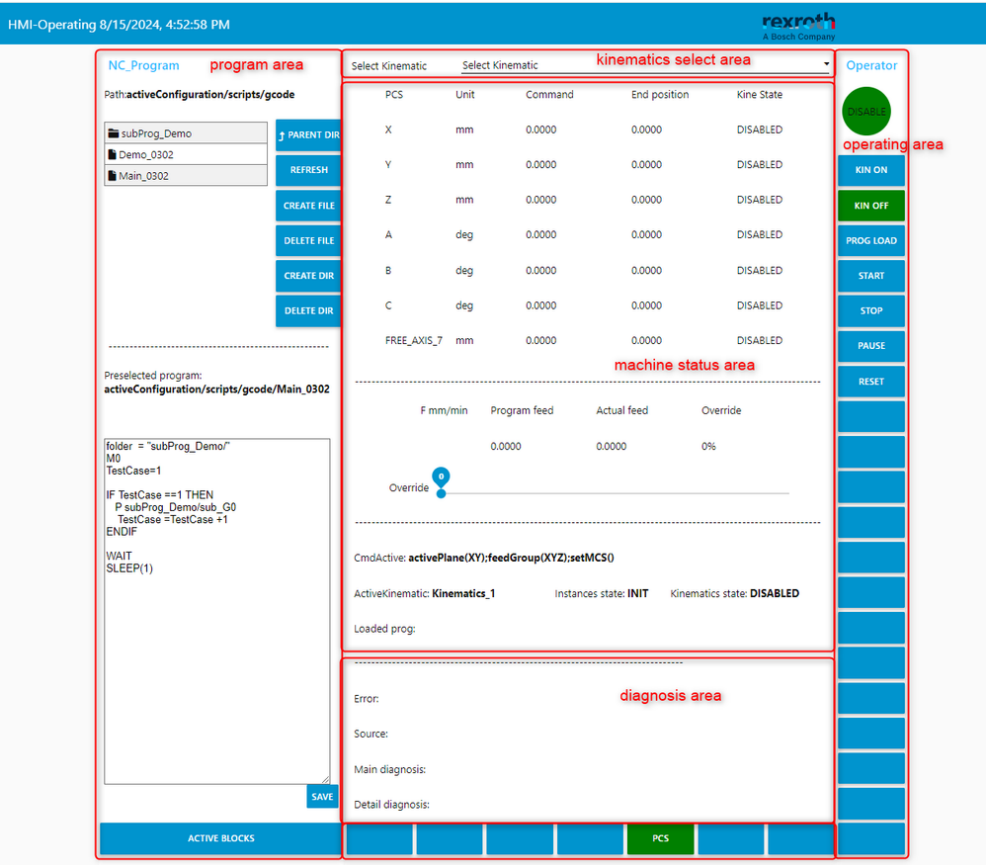 HMI-Operating 8/15/2024, 4:52:58 PM
rexroth
A Bosch Company
NC_Program program area
Path:activeConfiguration/scripts/gcode
subProg_Demo
Demo_0302
Main_0302
PARENT DIR
REFRESH
CREATE FILE
DELETE FILE
CREATE DIR
DELETE DIR
Preselected program:
activeConfiguration/scripts/gcode/Main_0302
folder = "subProg_Demo/"
M0
TestCase=1
IF TestCase ==1 THEN
P subProg_Demo/sub_G0
TestCase =TestCase +1
ENDIF
WAIT
SLEEP(1)
SAVE
ACTIVE BLOCKS
Select Kinematic Select Kinematic kinematics select area
PCS Unit Command End position Kine State
X mm 0.0000 0.0000 DISABLED
Y mm 0.0000 0.0000 DISABLED
Z mm 0.0000 0.0000 DISABLED
A deg 0.0000 0.0000 DISABLED
B deg 0.0000 0.0000 DISABLED
C deg 0.0000 0.0000 DISABLED
FREE_AXIS_7 mm 0.0000 0.0000 DISABLED
machine status area
F mm/min Program feed Actual feed Override
0.0000 0.0000 0%
0
Override
CmdActive: activePlane(XY);feedGroup(XYZ);setMCS()
ActiveKinematic: Kinematics_1 Instances state: INIT Kinematics state: DISABLED
Loaded prog:
diagnosis area
Error:
Source:
Main diagnosis:
Detail diagnosis:
PCS
Operator
DISABLE
operating area
KIN ON
KIN OFF
PROG LOAD
START
STOP
PAUSE
RESET